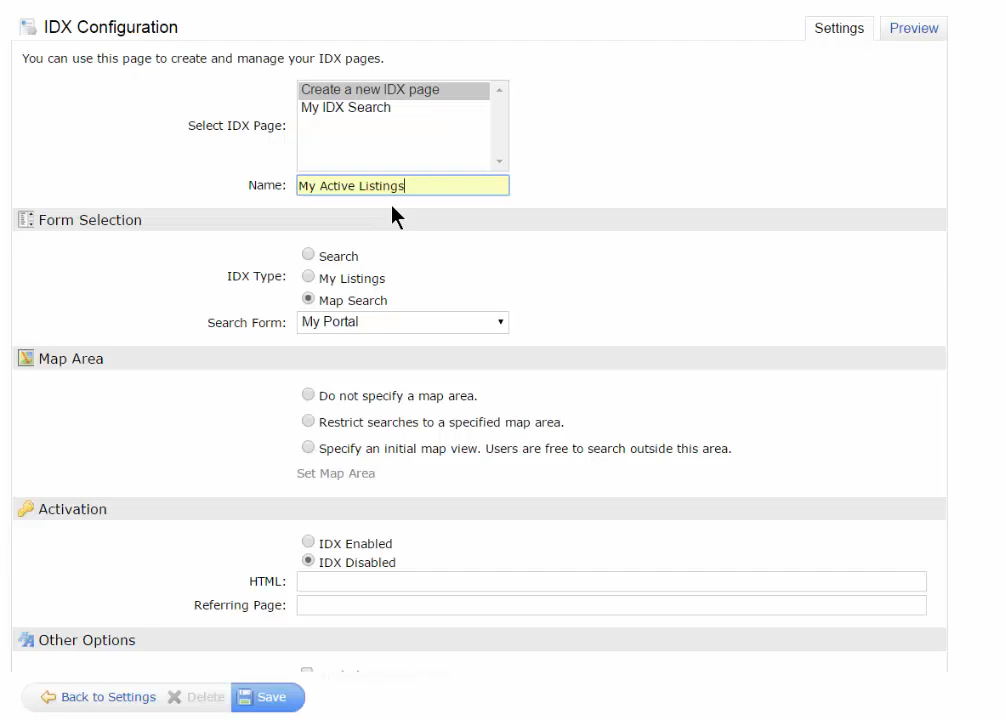 IDX Configuration
Settings
Preview
You can use this page to create and manage your IDX pages.
Select IDX Page:
Create a new IDX page
My IDX Search
Name:
My Active Listings
Form Selection
IDX Type:
Search
My Listings
Map Search
Search Form:
My Portal
Map Area
Do not specify a map area.
Restrict searches to a specified map area.
Specify an initial map view. Users are free to search outside this area.
Set Map Area
Activation
IDX Enabled
IDX Disabled
HTML:
Referring Page:
Other Options
Back to Settings
Delete
Save